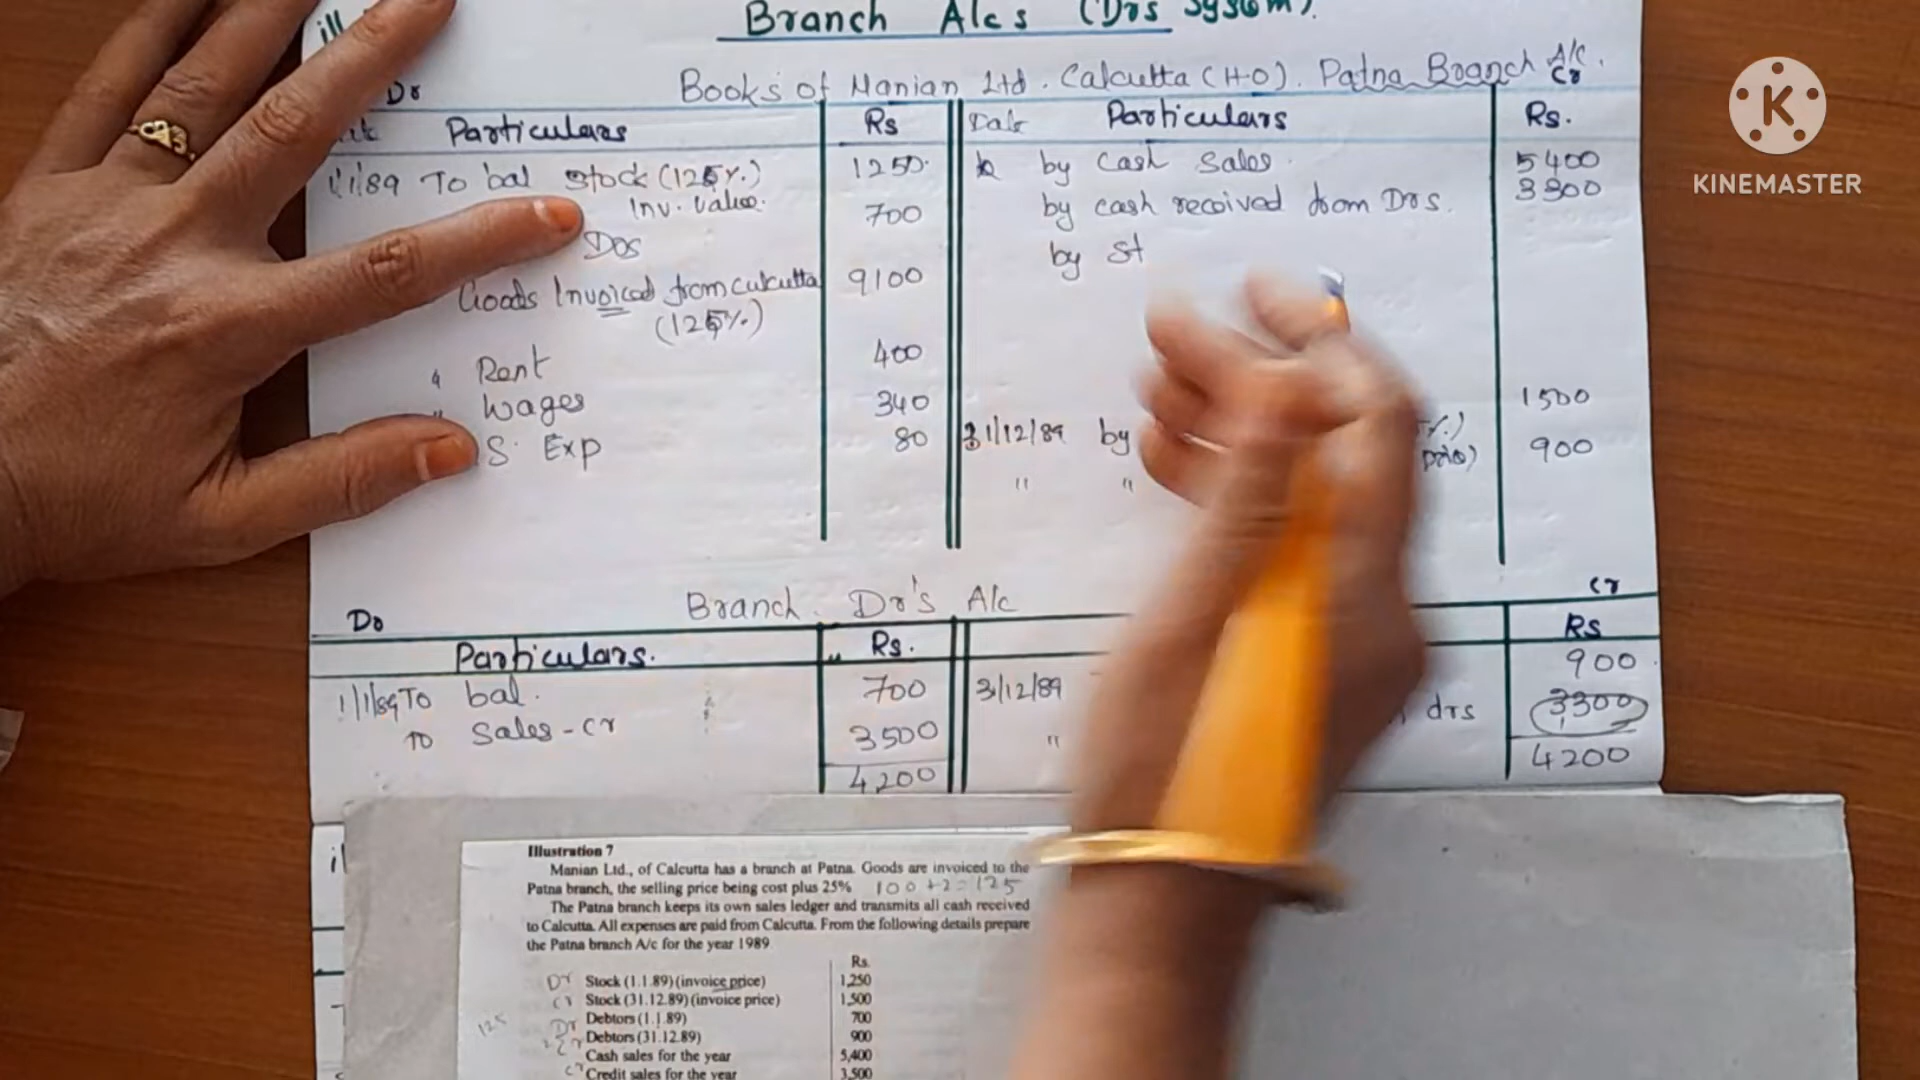 Branch A/cs (Drs System).
Books of Manian Ltd. Calcutta (H.O). Patna Branch A/C.
Dr
Cr
Particulars Rs Date Particulars Rs.
1/1/89 To bal stock (125%) 1250
Inv. Value.
Drs 700
Goods Invoiced from Calcutta 9100
(125%)
" Rent 400
" Wages 340
S. Exp 80
by Cash Sales. 5400
by cash received from Drs. 3300
by St
31/12/89 by 1500
" " 900
Branch Dr's A/c
Dr
Cr
Particulars. Rs.
Rs
1/1/89 To bal. 700 31/12/89 900
To Sales - cr 3500 " drs 3300
4200 4200
Illustration 7
Manian Ltd., of Calcutta has a branch at Patna. Goods are invoiced to the
Patna branch, the selling price being cost plus 25%
The Patna branch keeps its own sales ledger and transmits all cash received
to Calcutta. All expenses are paid from Calcutta. From the following details prepare
the Patna branch A/c for the year 1989
Rs.
Dr Stock (1.1.89) (invoice price) 1,250
Cr Stock (31.12.89) (invoice price) 1,500
Dr Debtors (1.1.89) 700
Debtors (31.12.89) 900
Cash sales for the year 5,400
Cr Credit sales for the year 3,500
125
K
KINEMASTER